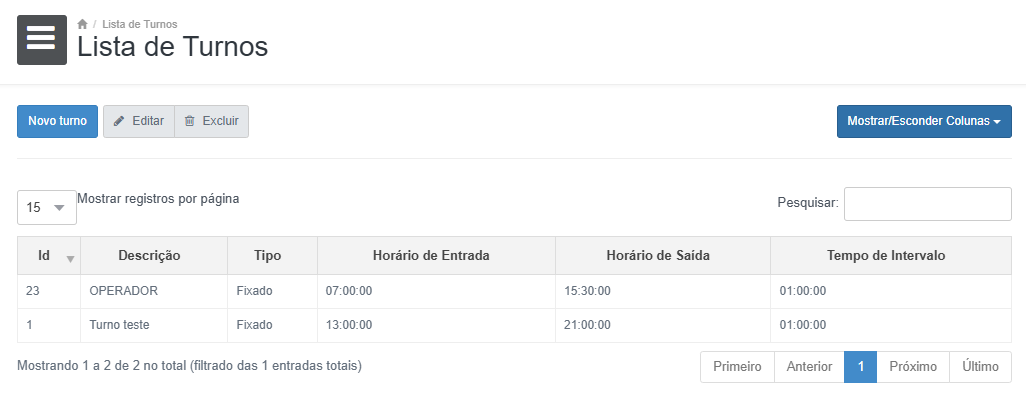 / Lista de Turnos
Lista de Turnos
Novo turno Editar Excluir Mostrar/Esconder Colunas
15 Mostrar registros por página Pesquisar:
Id Descrição Tipo Horário de Entrada Horário de Saída Tempo de Intervalo
23 OPERADOR Fixado 07:00:00 15:30:00 01:00:00
1 Turno teste Fixado 13:00:00 21:00:00 01:00:00
Mostrando 1 a 2 de 2 no total (filtrado das 1 entradas totais) Primeiro Anterior 1 Próximo Último